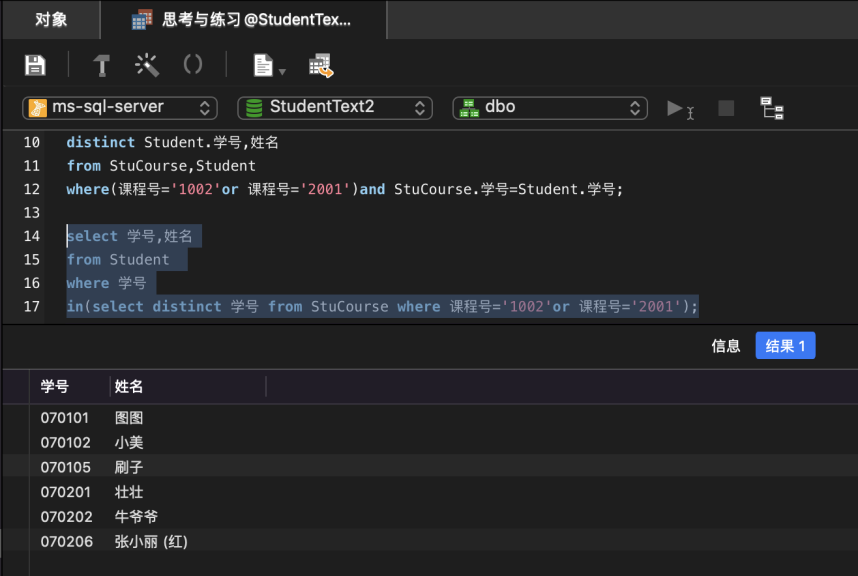 对象
思考与练习@StudentTex...
ms-sql-server
StudentText2
dbo
10 distinct Student.学号,姓名
11 from StuCourse,Student
12 where(课程号='1002'or 课程号='2001')and StuCourse.学号=Student.学号;
13
14 select 学号,姓名
15 from Student
16 where 学号
17 in(select distinct 学号 from StuCourse where 课程号='1002'or 课程号='2001');
信息 结果 1
学号 姓名
070101 图图
070102 小美
070105 刷子
070201 壮壮
070202 牛爷爷
070206 张小丽 (红)